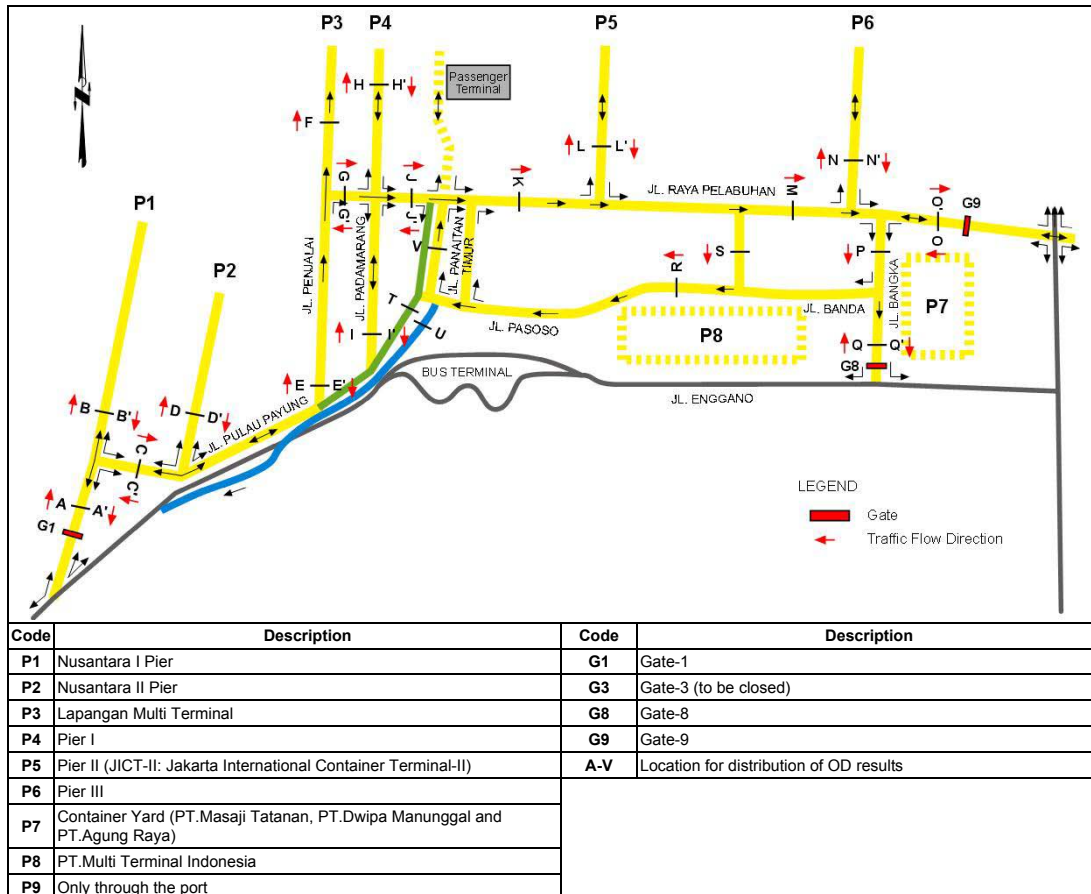 P3 P4 P5 P6
Passenger
Terminal
H H'
F
L L'
N N'
G
G'
J
J'
K
JL. RAYA PELABUHAN
M
O'
O
G9
P1
P2
V
JL. PANAITAN
TIMUR
JL. PENJALAI
JL. PADAMARANG
S
P
R
JL. BANGKA
P7
T
U
JL. PASOSO
JL. BANDA
P8
I I'
Q Q'
G8
BUS TERMINAL
E E'
JL. ENGGANO
B B'
D D'
JL. PULAU PAYUNG
C
C'
A A'
G1
LEGEND
Gate
Traffic Flow Direction
Code Description Code Description
P1 Nusantara I Pier G1 Gate-1
P2 Nusantara II Pier G3 Gate-3 (to be closed)
P3 Lapangan Multi Terminal G8 Gate-8
P4 Pier I G9 Gate-9
P5 Pier II (JICT-II: Jakarta International Container Terminal-II) A-V Location for distribution of OD results
P6 Pier III
P7 Container Yard (PT.Masaji Tatanan, PT.Dwipa Manunggal and
PT.Agung Raya)
P8 PT.Multi Terminal Indonesia
P9 Only through the port